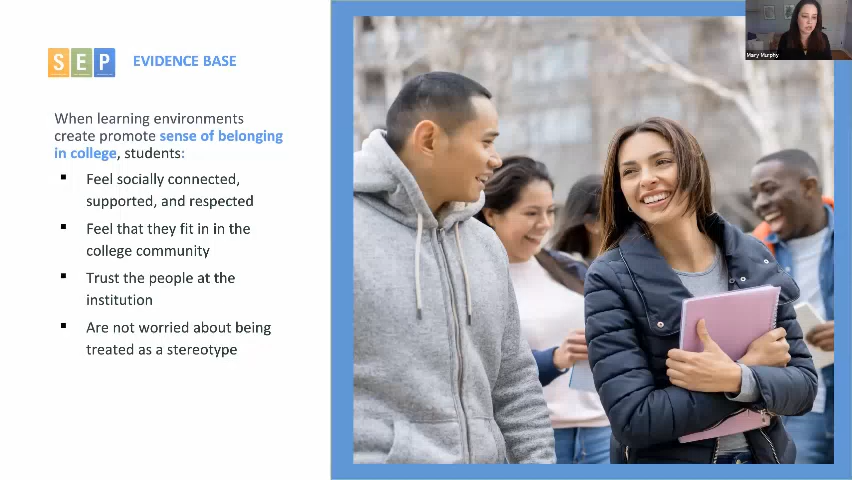 SEP EVIDENCE BASE
When learning environments
create promote sense of belonging
in college, students:
▪ Feel socially connected,
supported, and respected
▪ Feel that they fit in in the
college community
▪ Trust the people at the
institution
▪ Are not worried about being
treated as a stereotype
Mary Murphy